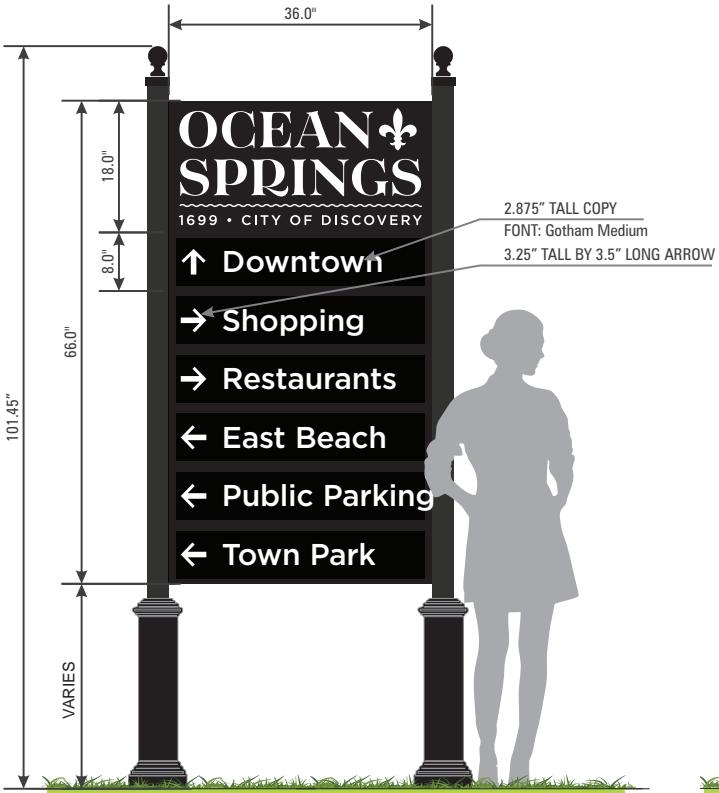 36.0"
OCEAN
SPRINGS
1699 • CITY OF DISCOVERY
18.0"
8.0"
66.0"
101.45"
VARIES
↑ Downtown
→ Shopping
→ Restaurants
← East Beach
← Public Parking
← Town Park
2.875" TALL COPY
FONT: Gotham Medium
3.25" TALL BY 3.5" LONG ARROW